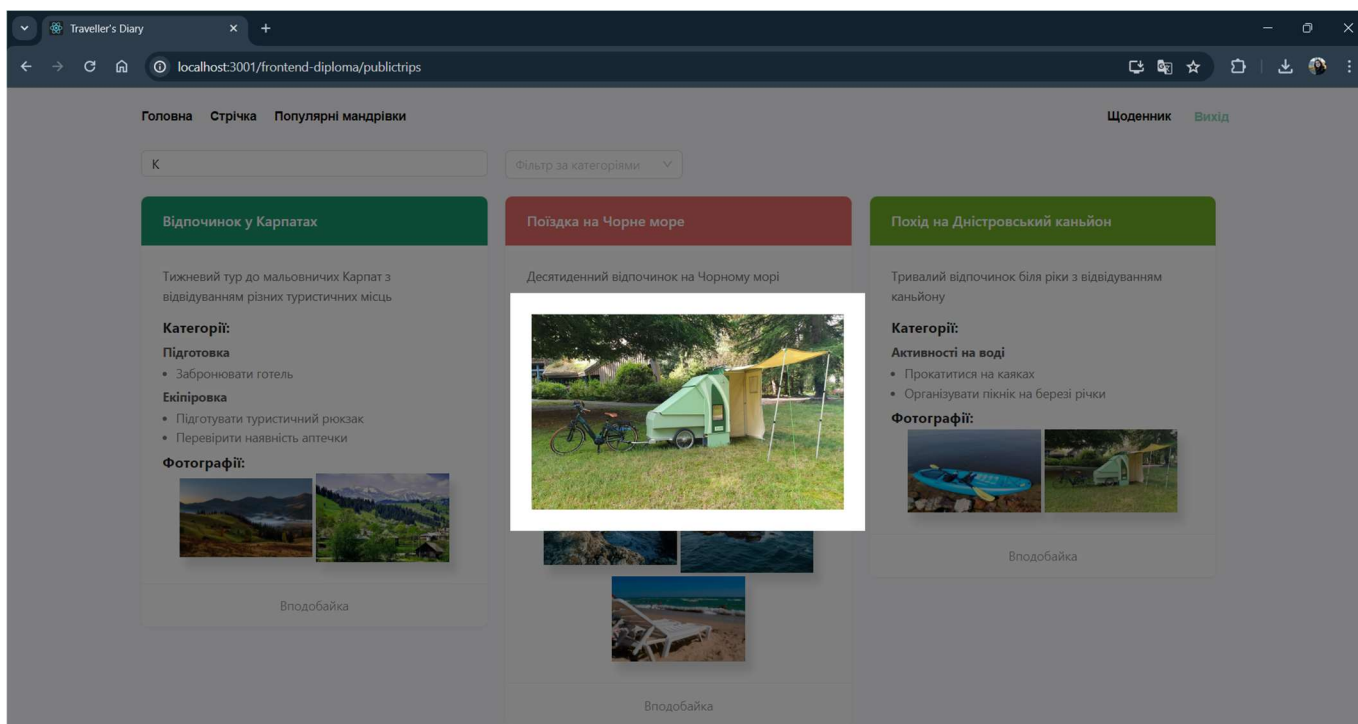 Traveller's Diary
localhost:3001/frontend-diploma/publictrips
Головна Стрічка Популярні мандрівки Щоденник Вихід
К Фільтр за категоріями
Відпочинок у Карпатах
Тижневий тур до мальовничих Карпат з
відвідуванням різних туристичних місць
Категорії:
Підготовка
• Забронювати готель
Екіпіровка
• Підготувати туристичний рюкзак
• Перевірити наявність аптечки
Фотографії:
Вподобайка
Поїздка на Чорне море
Десятиденний відпочинок на Чорному морі
Вподобайка
Похід на Дністровський каньйон
Тривалий відпочинок біля ріки з відвідуванням
каньйону
Категорії:
Активності на воді
• Прокатитися на каяках
• Організувати пікнік на березі річки
Фотографії:
Вподобайка